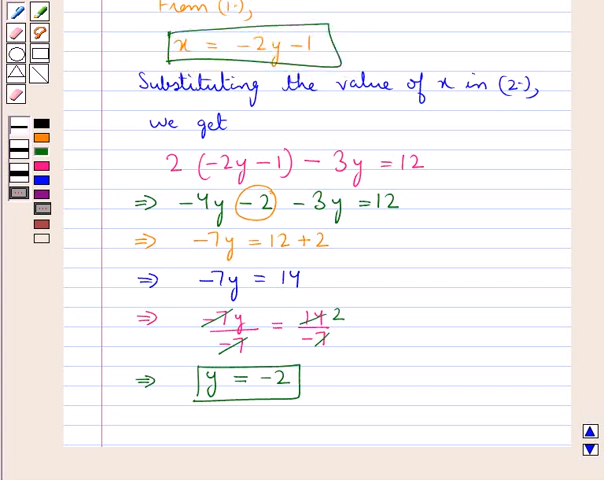 From (1.),
x = -2y - 1
Substituting the value of x in (2.),
we get
2 (-2y - 1) - 3y = 12
⇒ -4y - 2 - 3y = 12
⇒ -7y = 12 + 2
⇒ -7y = 14
⇒ -7y/-7 = 14/-7 2
⇒ y = -2